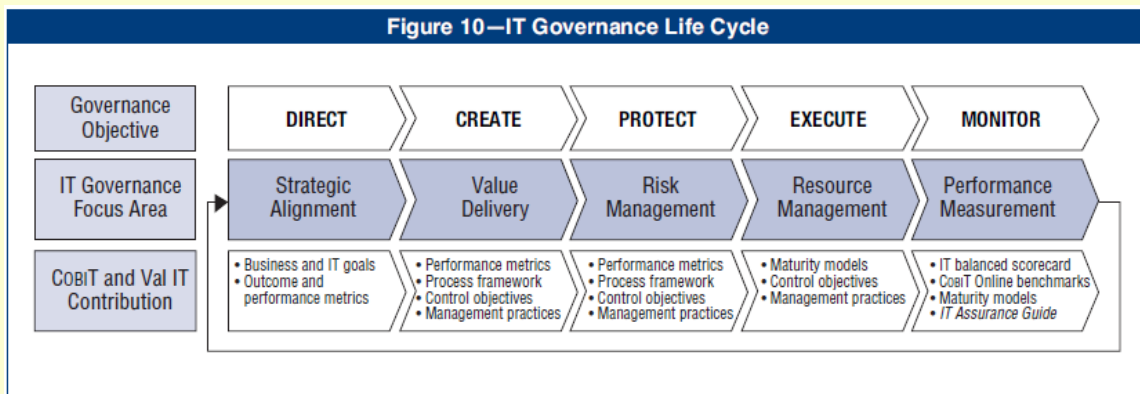 Figure 10—IT Governance Life Cycle
Governance
Objective
DIRECT
CREATE
PROTECT
EXECUTE
MONITOR
IT Governance
Focus Area
Strategic
Alignment
Value
Delivery
Risk
Management
Resource
Management
Performance
Measurement
COBIT and Val IT
Contribution
• Business and IT goals
• Outcome and
performance metrics
• Performance metrics
• Process framework
• Control objectives
• Management practices
• Performance metrics
• Process framework
• Control objectives
• Management practices
• Maturity models
• Control objectives
• Management practices
• IT balanced scorecard
• COBIT Online benchmarks
• Maturity models
• IT Assurance Guide